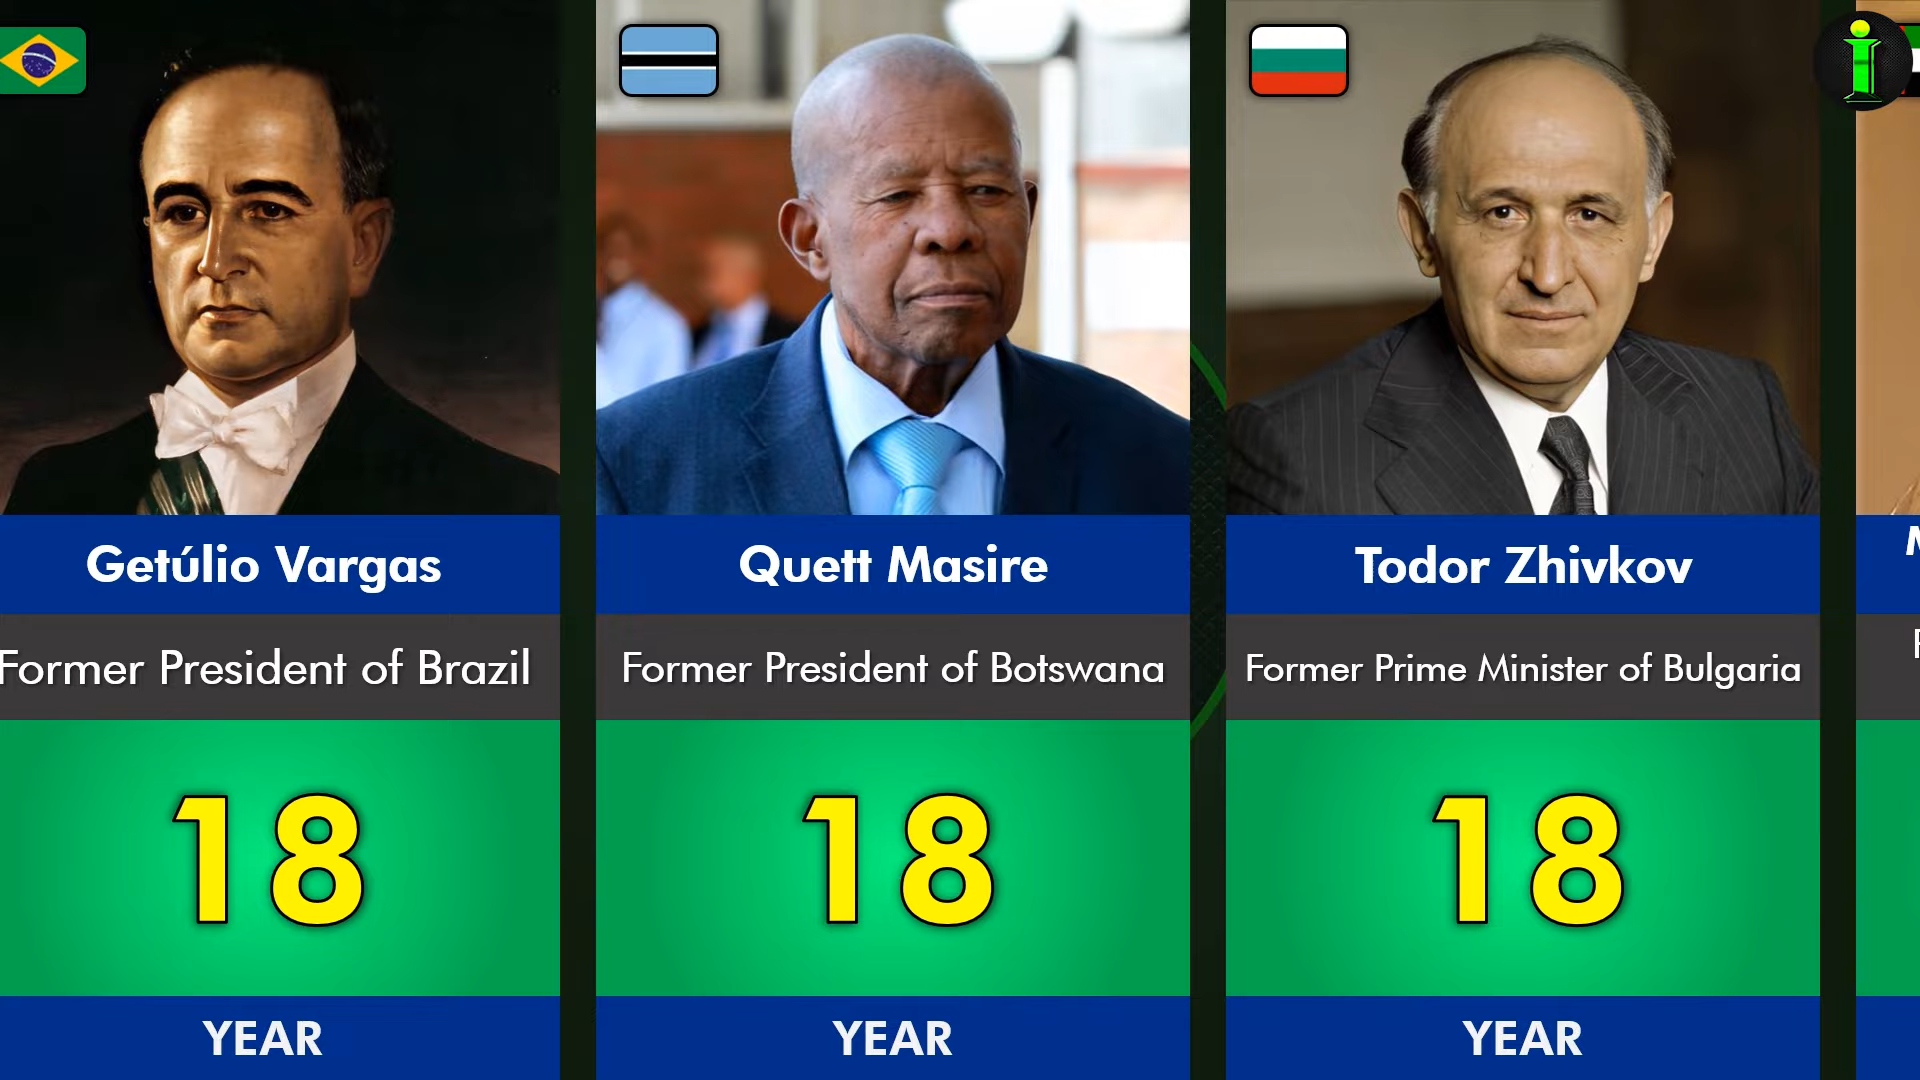 Getúlio Vargas
Former President of Brazil
18
YEAR
Quett Masire
Former President of Botswana
18
YEAR
Todor Zhivkov
Former Prime Minister of Bulgaria
18
YEAR